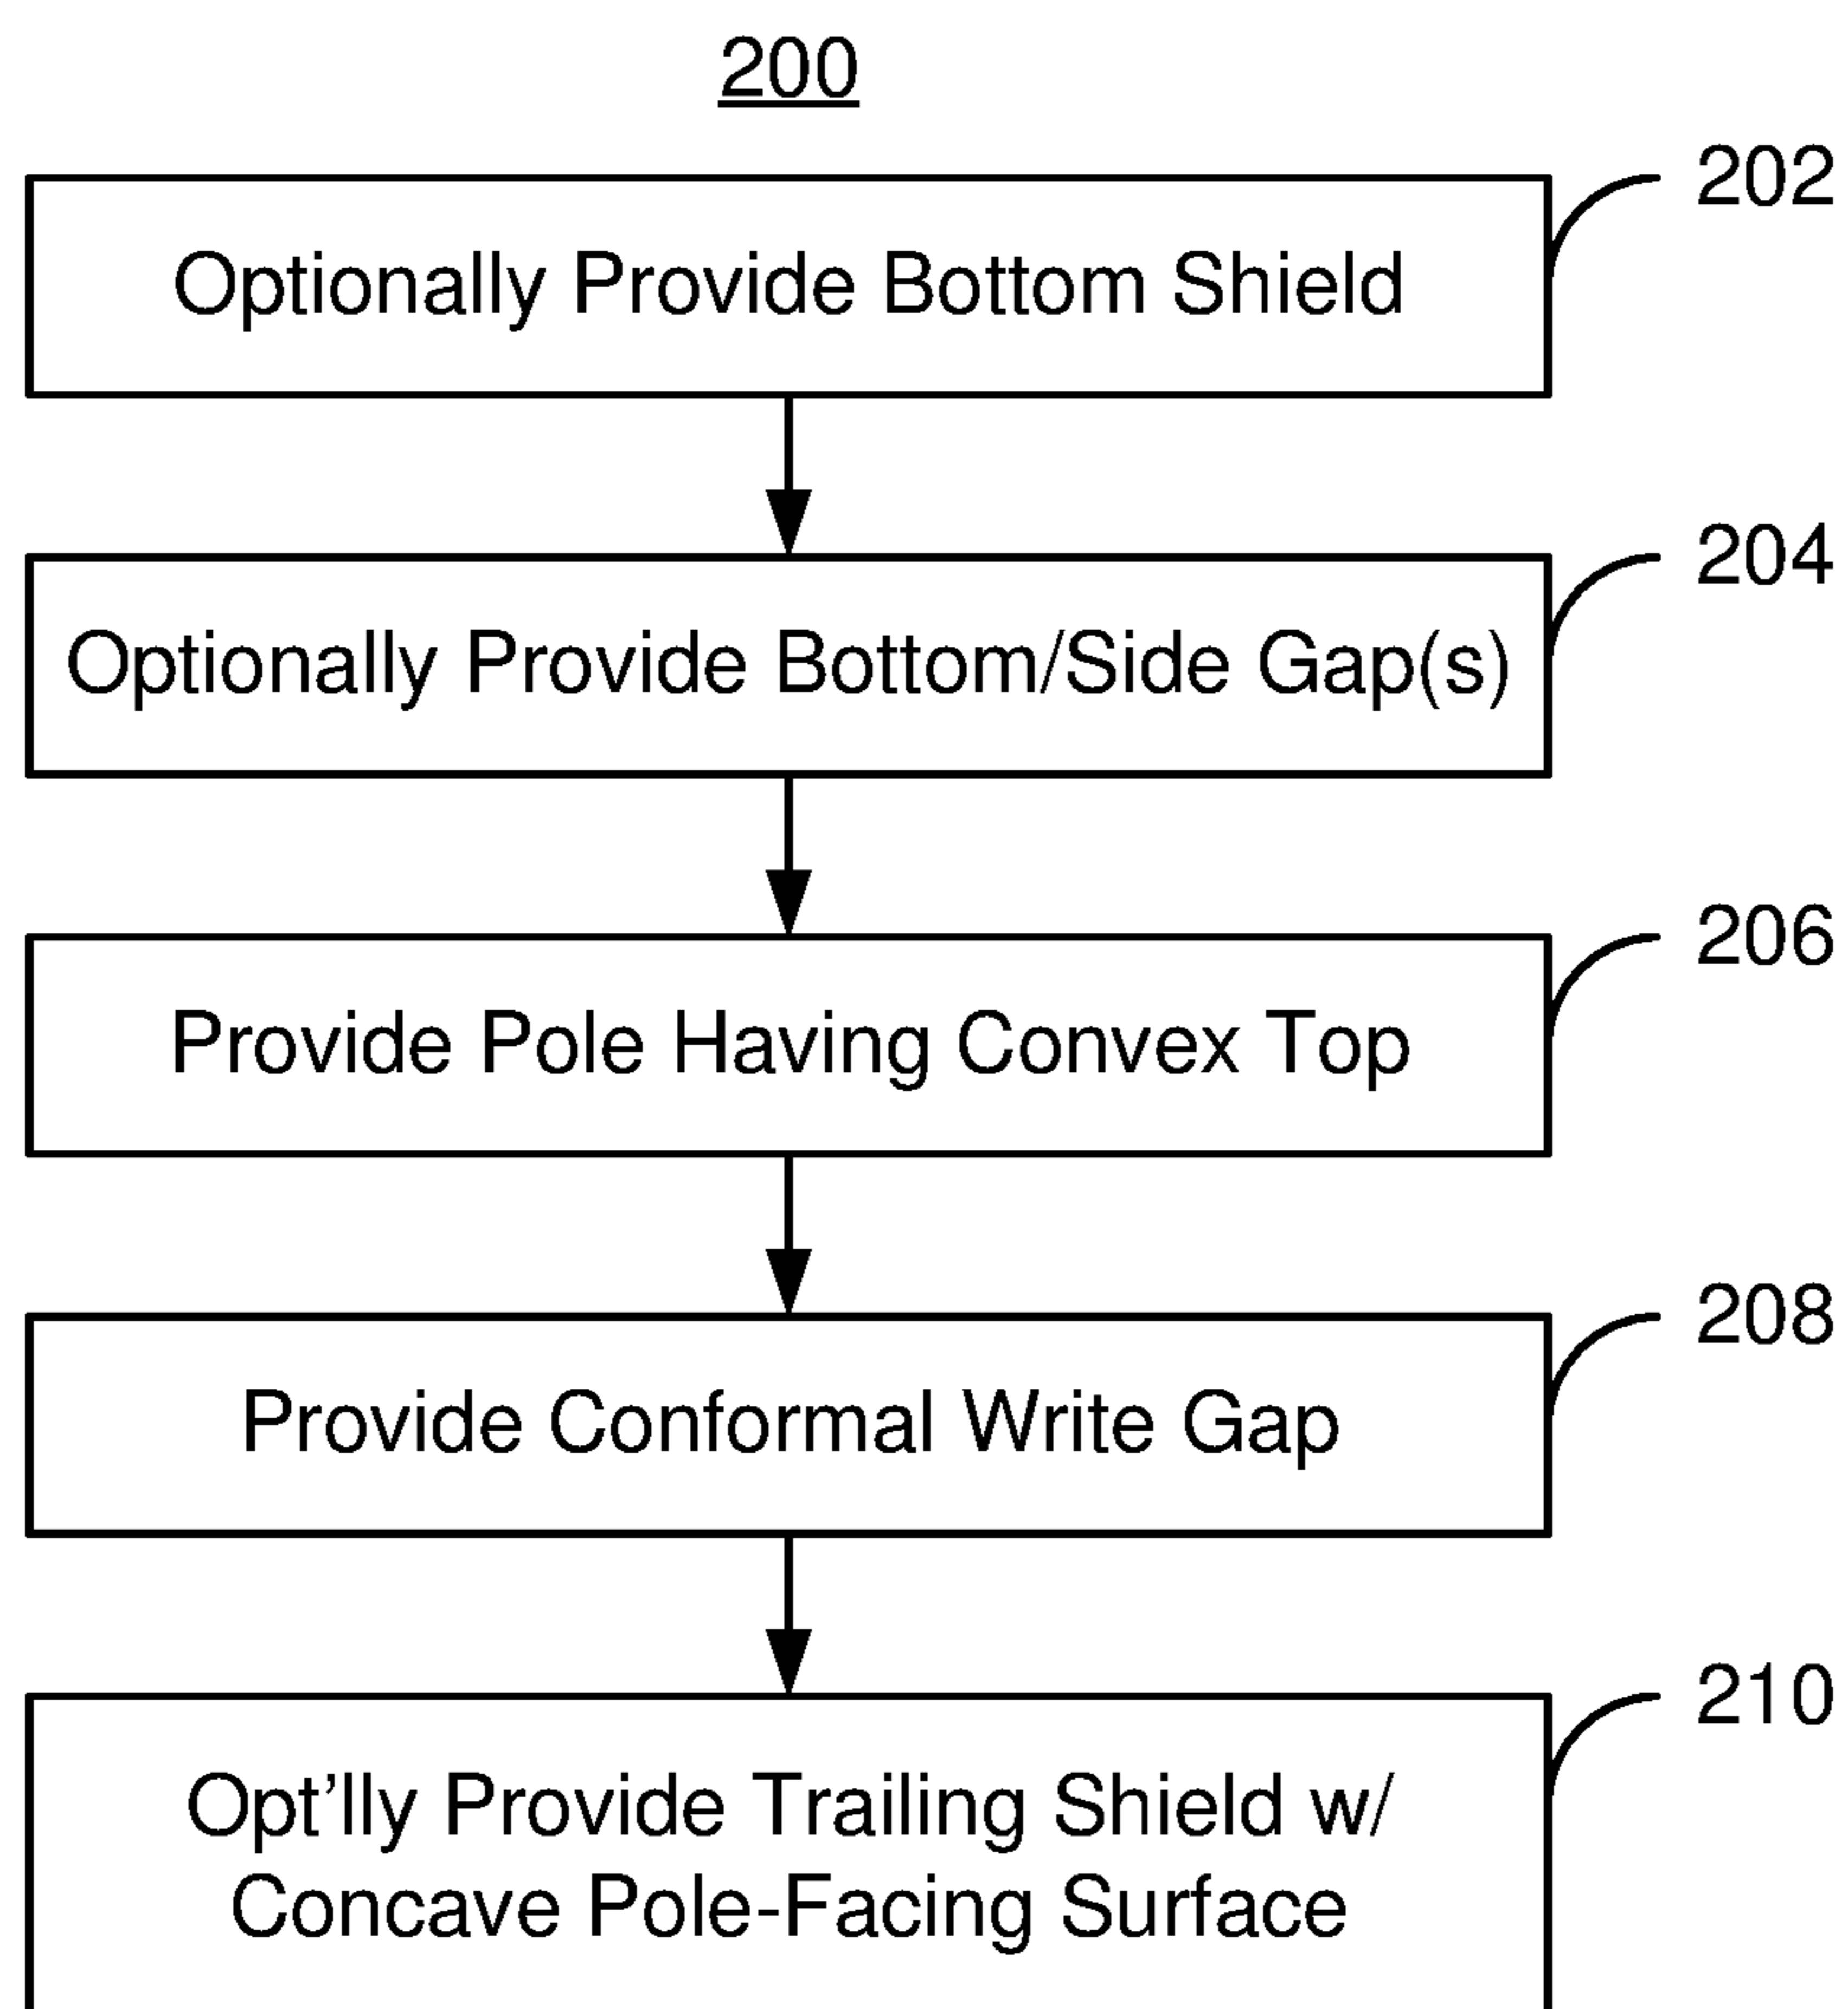 200
202
Optionally Provide Bottom Shield
204
Optionally Provide Bottom/Side Gap(s)
206
Provide Pole Having Convex Top
208
Provide Conformal Write Gap
210
Opt’lly Provide Trailing Shield w/
Concave Pole-Facing Surface